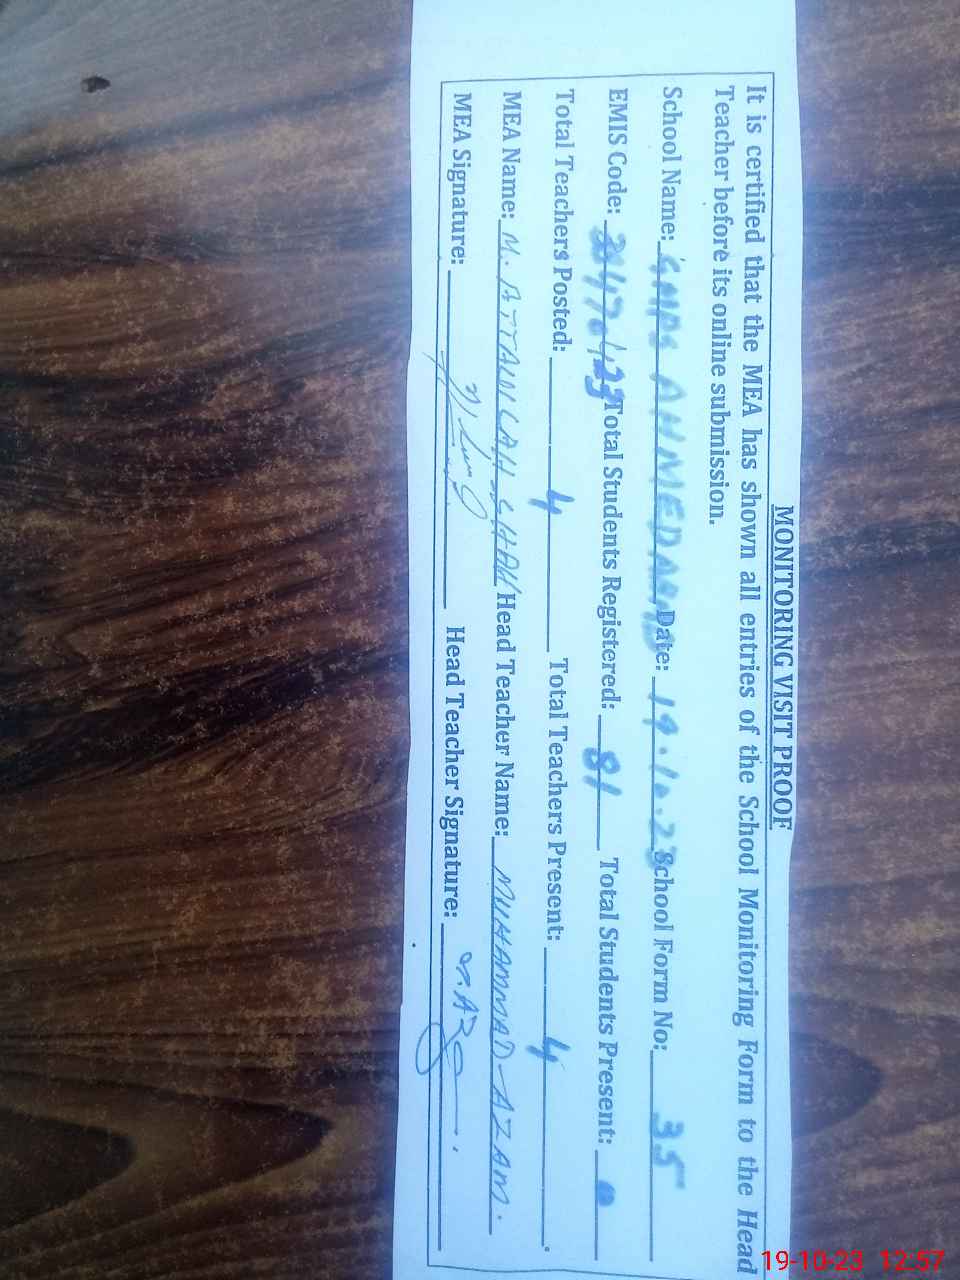 MONITORING VISIT PROOF
It is certified that the MEA has shown all entries of the School Monitoring Form to the Head
Teacher before its online submission.
School Name: GMPS Date: 19.10.23 School Form No: 35
EMIS Code: Total Students Registered: 81 Total Students Present: 0
Total Teachers Posted: 4 Total Teachers Present: 4
MEA Name: M. ATTAULLAH SHAH Head Teacher Name: MUHAMMAD AZAM.
MEA Signature: Head Teacher Signature:
19-10-23 12:57